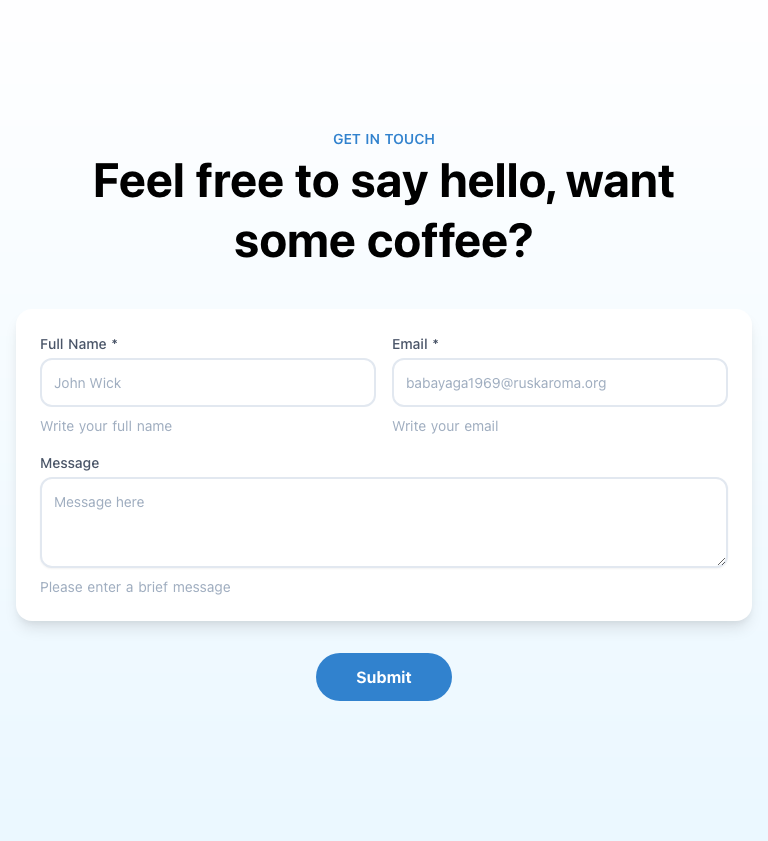 GET IN TOUCH
Feel free to say hello, want
some coffee?
Full Name *
Email *
John Wick
babayaga1969@ruskaroma.org
Write your full name
Write your email
Message
Message here
Please enter a brief message
Submit